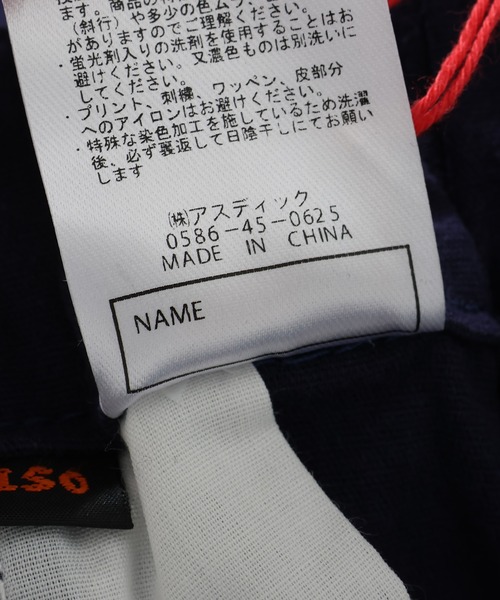 ます。商品の特
(斜行)や多少の色ム
がありますのでご理解ください。
・蛍光剤入りの洗剤を使用することはお
避けください。又濃色ものは別洗いに
してください。
・プリント、刺繍、ワッペン、皮部分
へのアイロンはお避けください。
・特殊な染色加工を施しているため洗濯
後、必ず裏返して日陰干しにてお願い
します
㈱アスティック
0586-45-0625
MADE IN CHINA
NAME
150